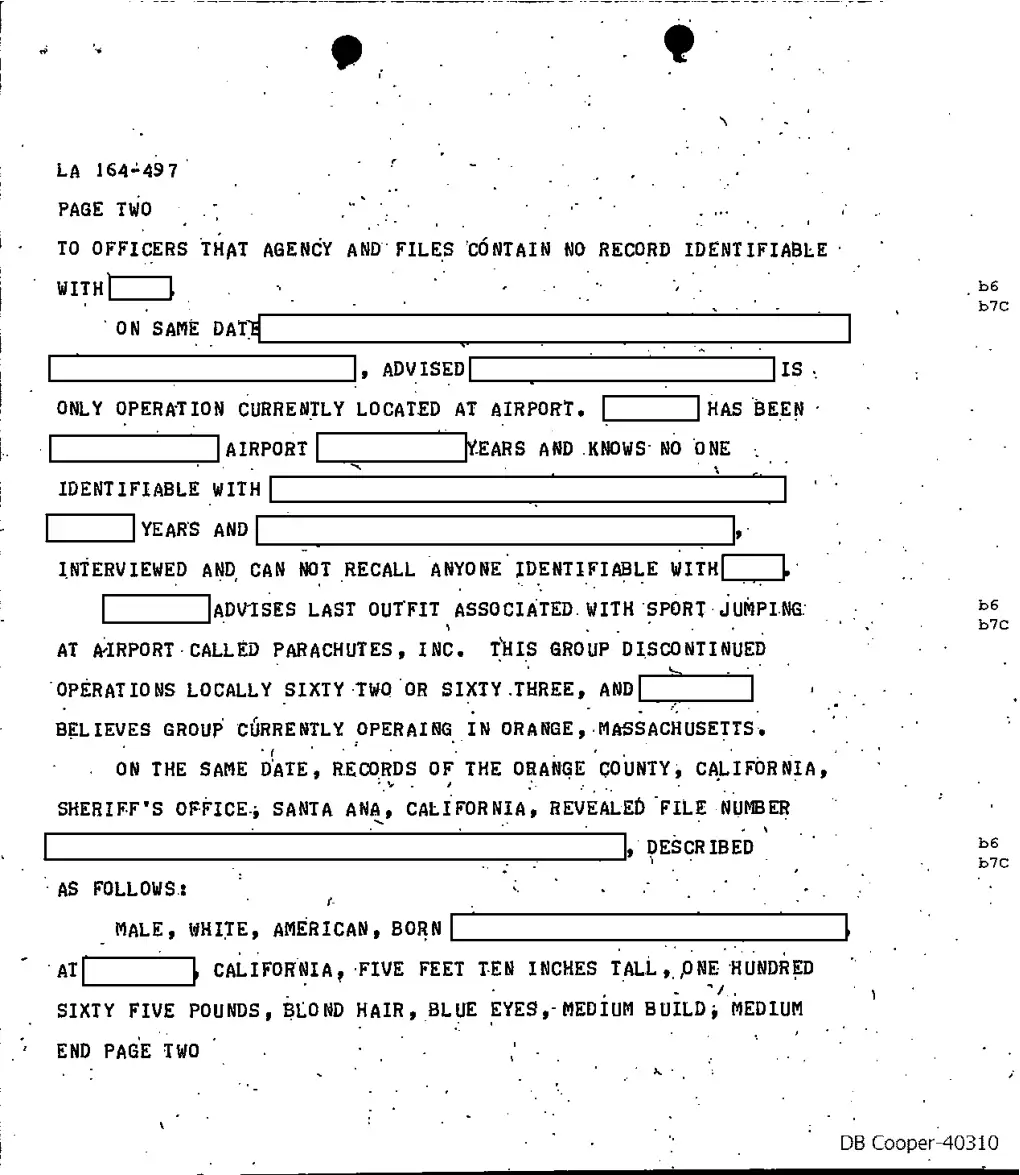 LA 164-497
PAGE TWO
TO OFFICERS THAT AGENCY AND FILES CONTAIN NO RECORD IDENTIFIABLE
WITH .
b6
b7C
ON SAME DATE
, ADVISED IS
ONLY OPERATION CURRENTLY LOCATED AT AIRPORT. HAS BEEN
AIRPORT YEARS AND KNOWS NO ONE
IDENTIFIABLE WITH
YEARS AND ,
INTERVIEWED AND CAN NOT RECALL ANYONE IDENTIFIABLE WITH .
ADVISES LAST OUTFIT ASSOCIATED WITH SPORT JUMPING
b6
b7C
AT AIRPORT CALLED PARACHUTES, INC. THIS GROUP DISCONTINUED
OPERATIONS LOCALLY SIXTY TWO OR SIXTY THREE, AND
BELIEVES GROUP CURRENTLY OPERAING IN ORANGE, MASSACHUSETTS.
ON THE SAME DATE, RECORDS OF THE ORANGE COUNTY, CALIFORNIA,
SHERIFF'S OFFICE, SANTA ANA, CALIFORNIA, REVEALED FILE NUMBER
, DESCRIBED
b6
b7C
AS FOLLOWS:
MALE, WHITE, AMERICAN, BORN ,
AT , CALIFORNIA, FIVE FEET TEN INCHES TALL, ONE HUNDRED
SIXTY FIVE POUNDS, BLOND HAIR, BLUE EYES, MEDIUM BUILD, MEDIUM
END PAGE TWO
DB Cooper-40310